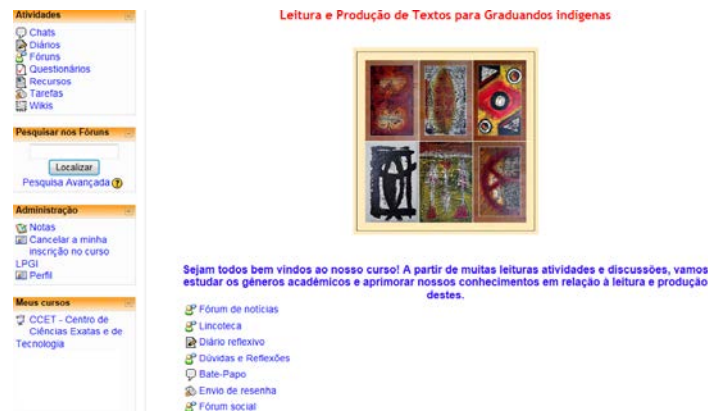 Atividades
Chats
Diários
Fóruns
Questionários
Recursos
Tarefas
Wikis
Pesquisar nos Fóruns
Localizar
Pesquisa Avançada
Administração
Notas
Cancelar a minha
inscrição no curso
LPGI
Perfil
Meus cursos
CCET - Centro de
Ciências Exatas e de
Tecnologia
Leitura e Produção de Textos para Graduandos indígenas
Sejam todos bem vindos ao nosso curso! A partir de muitas leituras atividades e discussões, vamos
estudar os gêneros acadêmicos e aprimorar nossos conhecimentos em relação à leitura e produção
destes.
Fórum de notícias
Lincoteca
Diário reflexivo
Dúvidas e Reflexões
Bate-Papo
Envio de resenha
Fórum social